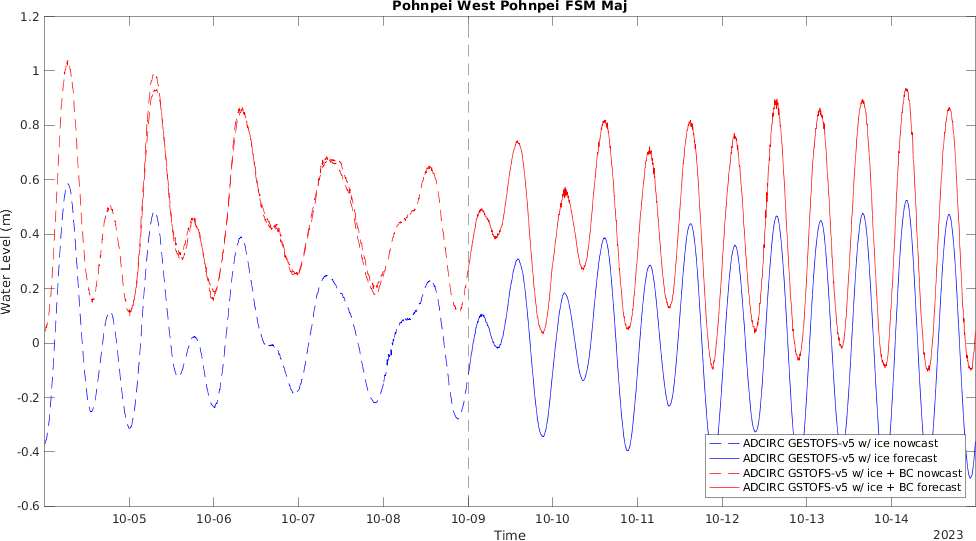 Pohnpei West Pohnpei FSM Maj
1.2
1
0.8
0.6
0.4
0.2
0
-0.2
-0.4
-0.6
Water Level (m)
10-05 10-06 10-07 10-08 10-09 10-10 10-11 10-12 10-13 10-14
Time
2023
ADCIRC GESTOFS-v5 w/ ice nowcast
ADCIRC GESTOFS-v5 w/ ice forecast
ADCIRC GSTOFS-v5 w/ ice + BC nowcast
ADCIRC GSTOFS-v5 w/ ice + BC forecast